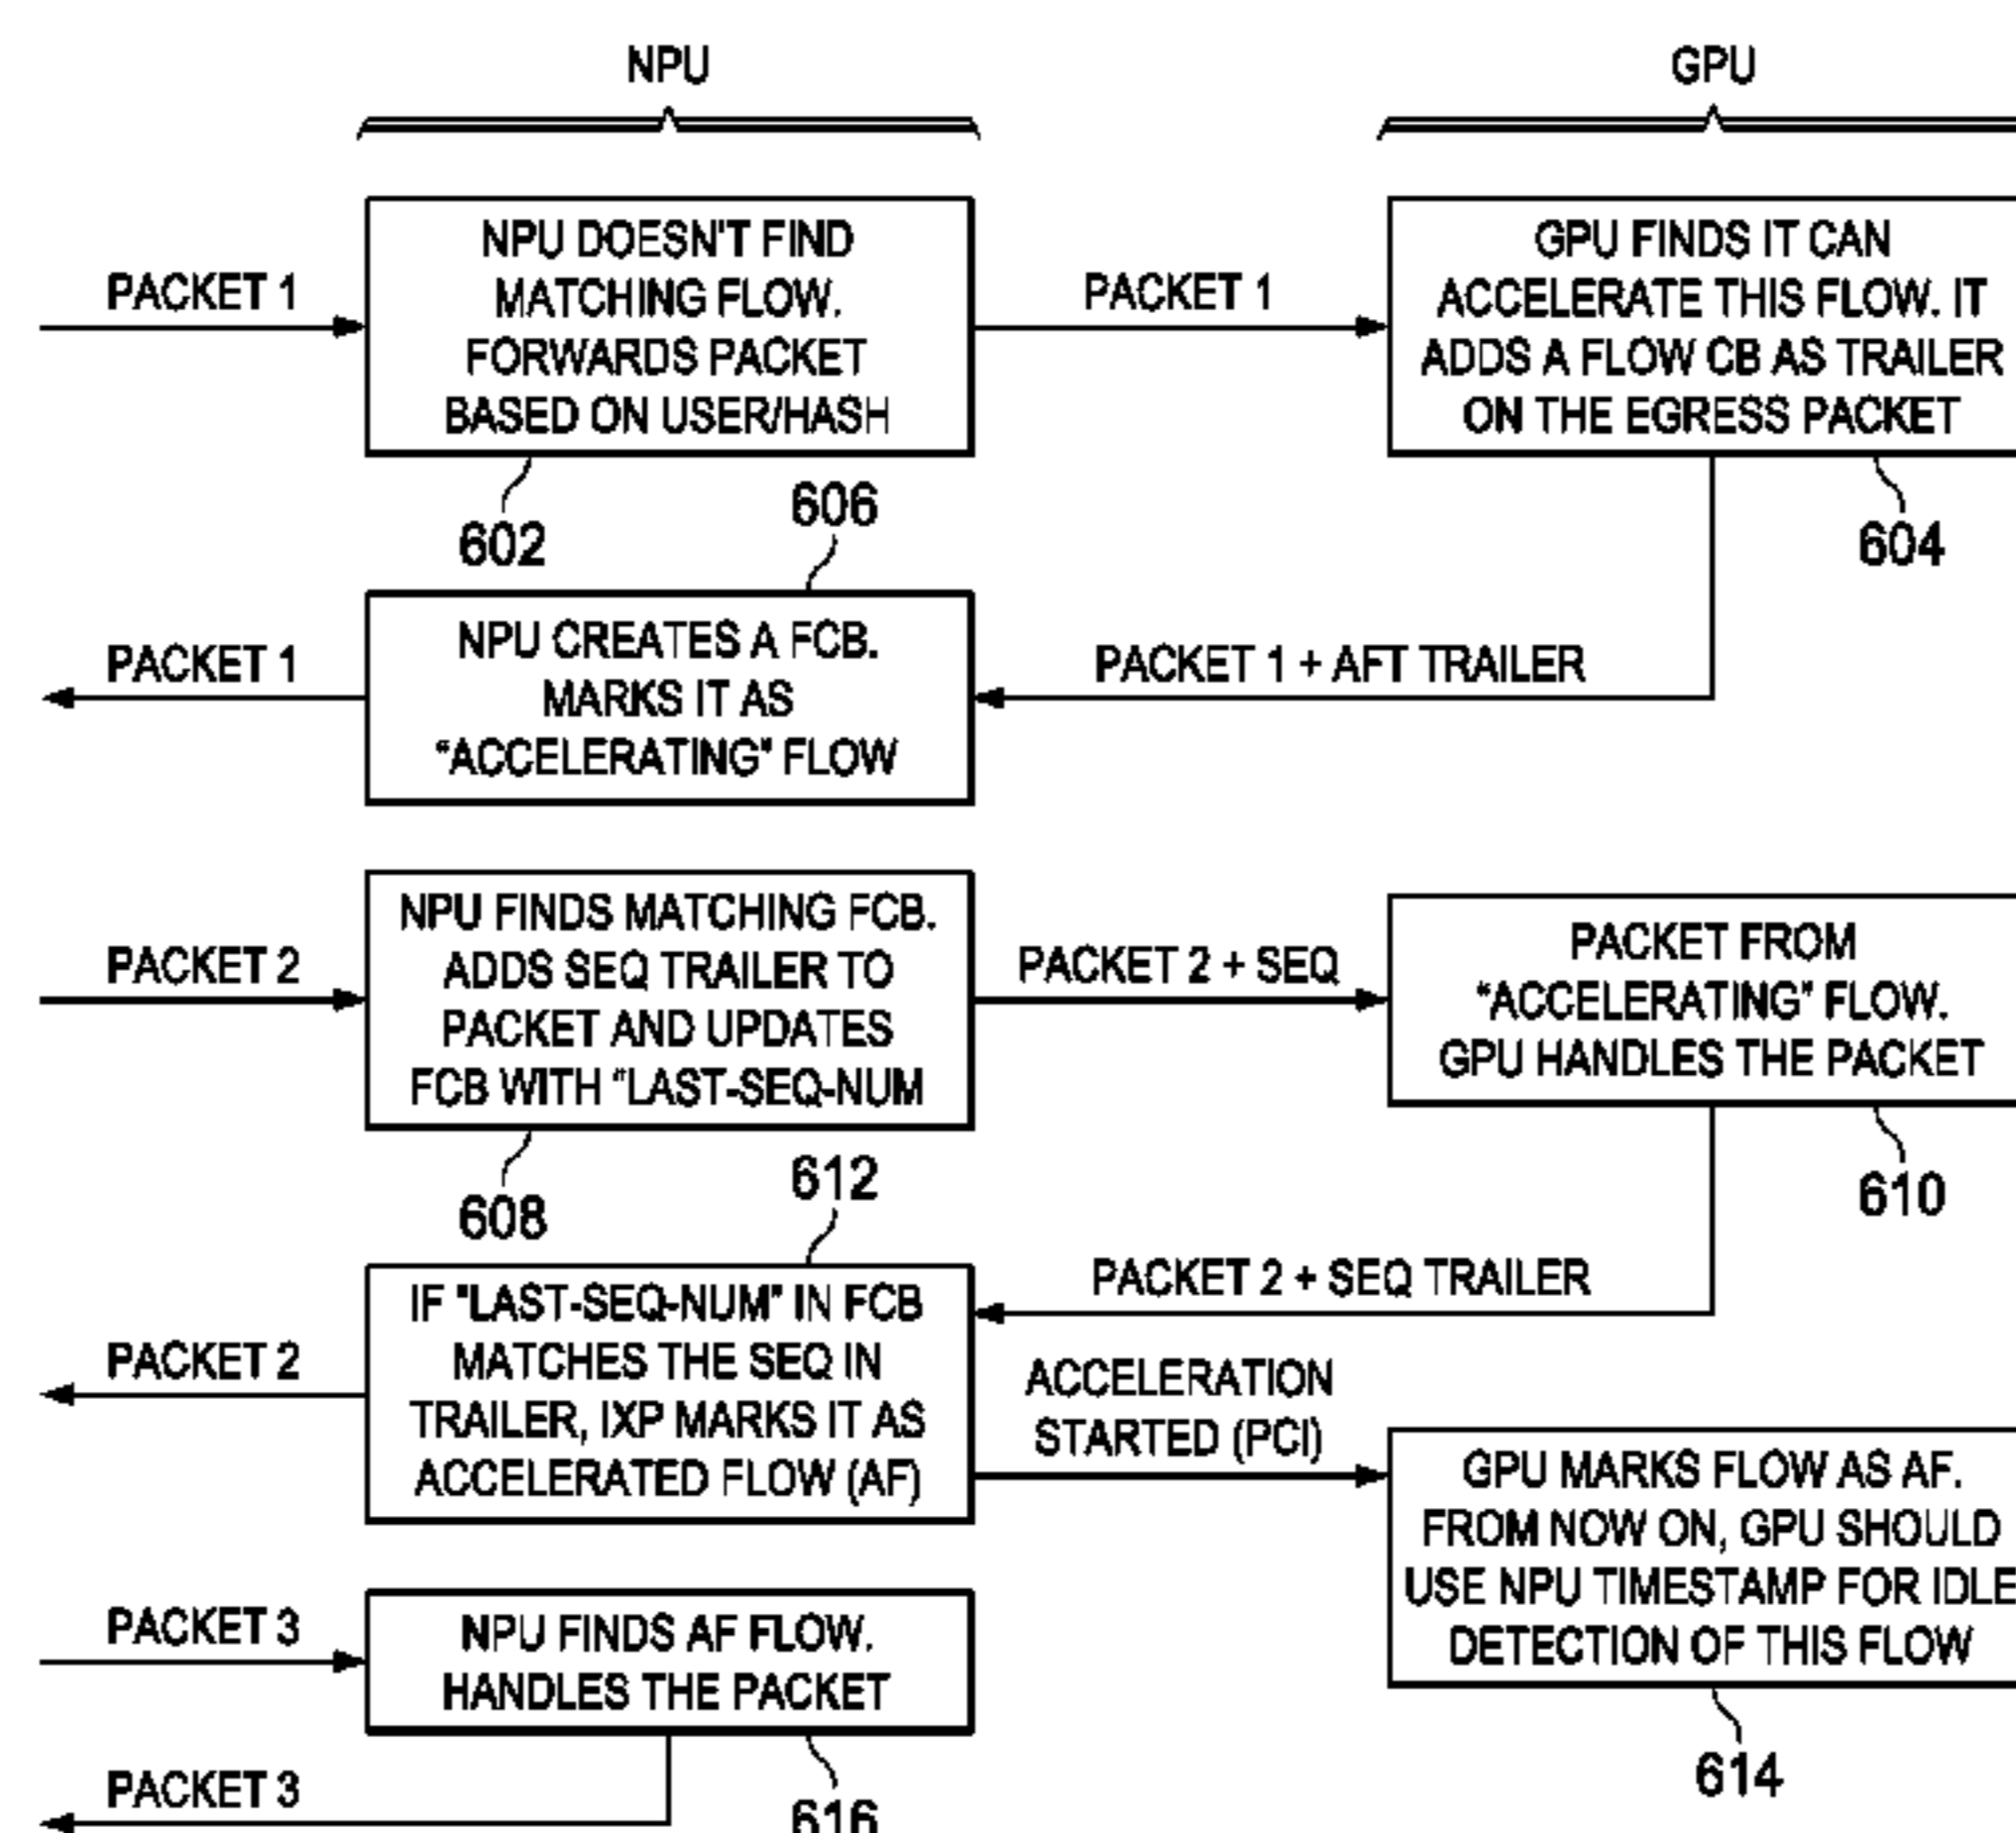 NPU
GPU
PACKET 1
NPU DOESN'T FIND
MATCHING FLOW.
FORWARDS PACKET
BASED ON USER/HASH
602
PACKET 1
GPU FINDS IT CAN
ACCELERATE THIS FLOW. IT
ADDS A FLOW CB AS TRAILER
ON THE EGRESS PACKET
604
606
PACKET 1
NPU CREATES A FCB.
MARKS IT AS
"ACCELERATING" FLOW
PACKET 1 + AFT TRAILER
PACKET 2
NPU FINDS MATCHING FCB.
ADDS SEQ TRAILER TO
PACKET AND UPDATES
FCB WITH "LAST-SEQ-NUM
608
PACKET 2 + SEQ
PACKET FROM
"ACCELERATING" FLOW.
GPU HANDLES THE PACKET
610
612
PACKET 2
IF "LAST-SEQ-NUM" IN FCB
MATCHES THE SEQ IN
TRAILER, IXP MARKS IT AS
ACCELERATED FLOW (AF)
PACKET 2 + SEQ TRAILER
ACCELERATION
STARTED (PCI)
GPU MARKS FLOW AS AF.
FROM NOW ON, GPU SHOULD
USE NPU TIMESTAMP FOR IDLE
DETECTION OF THIS FLOW
614
PACKET 3
NPU FINDS AF FLOW.
HANDLES THE PACKET
PACKET 3
616